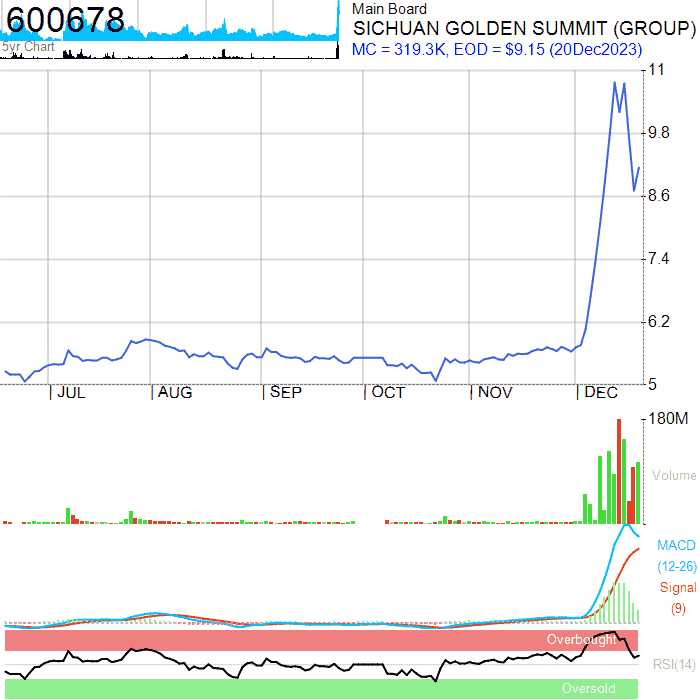 600678
5yr Chart
Main Board
SICHUAN GOLDEN SUMMIT (GROUP)
MC = 319.3K, EOD = $9.15 (20Dec2023)
11
9.8
8.6
7.4
6.2
5
JUL AUG SEP OCT NOV DEC
180M
Volume
MACD
(12-26)
Signal
(9)
Overbought
RSI(14)
Oversold